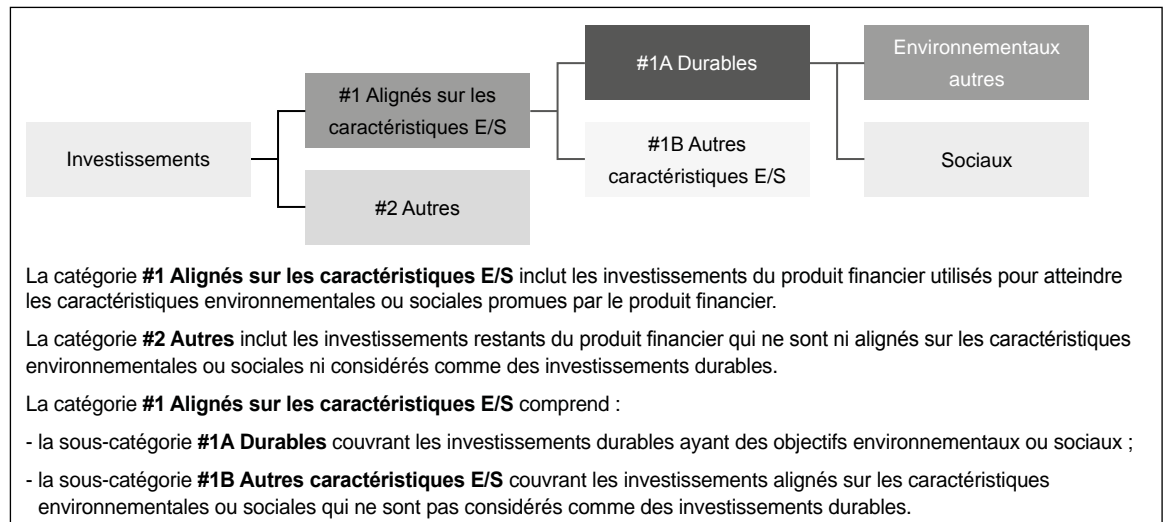 #1A Durables
Environnementaux
autres
#1 Alignés sur les
caractéristiques E/S
Investissements
#1B Autres
caractéristiques E/S
Sociaux
#2 Autres
La catégorie #1 Alignés sur les caractéristiques E/S inclut les investissements du produit financier utilisés pour atteindre
les caractéristiques environnementales ou sociales promues par le produit financier.
La catégorie #2 Autres inclut les investissements restants du produit financier qui ne sont ni alignés sur les caractéristiques
environnementales ou sociales ni considérés comme des investissements durables.
La catégorie #1 Alignés sur les caractéristiques E/S comprend :
- la sous-catégorie #1A Durables couvrant les investissements durables ayant des objectifs environnementaux ou sociaux ;
- la sous-catégorie #1B Autres caractéristiques E/S couvrant les investissements alignés sur les caractéristiques
environnementales ou sociales qui ne sont pas considérés comme des investissements durables.